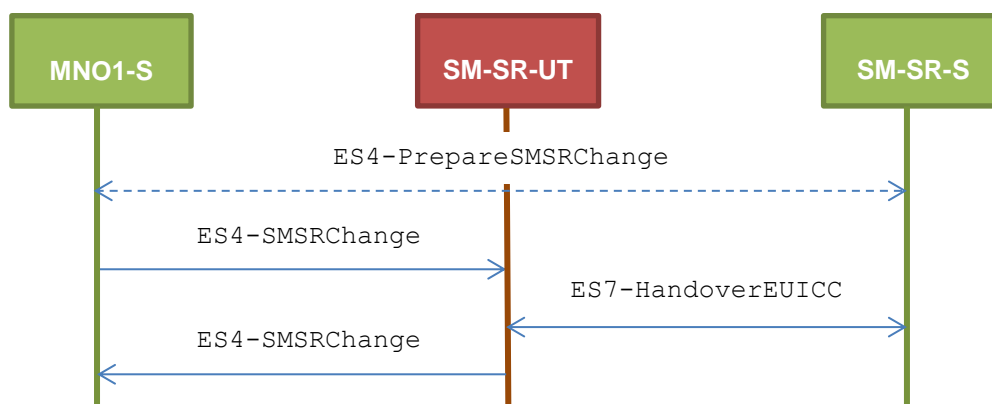 MNO1-S
SM-SR-UT
SM-SR-S
ES4-PrepareSMSRChange
ES4-SMSRChange
ES7-HandoverEUICC
ES4-SMSRChange